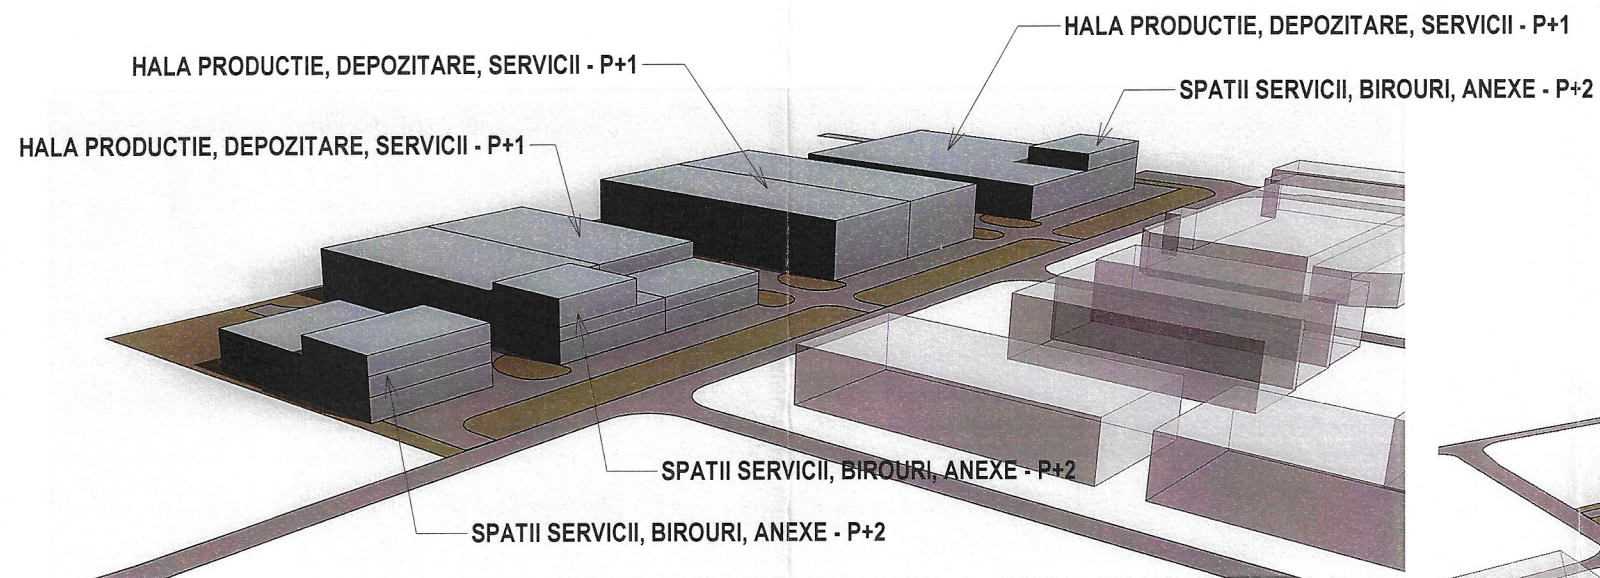 HALA PRODUCTIE, DEPOZITARE, SERVICII - P+1
HALA PRODUCTIE, DEPOZITARE, SERVICII - P+1
SPATII SERVICII, BIROURI, ANEXE - P+2
HALA PRODUCTIE, DEPOZITARE, SERVICII - P+1
SPATII SERVICII, BIROURI, ANEXE - P+2
SPATII SERVICII, BIROURI, ANEXE - P+2